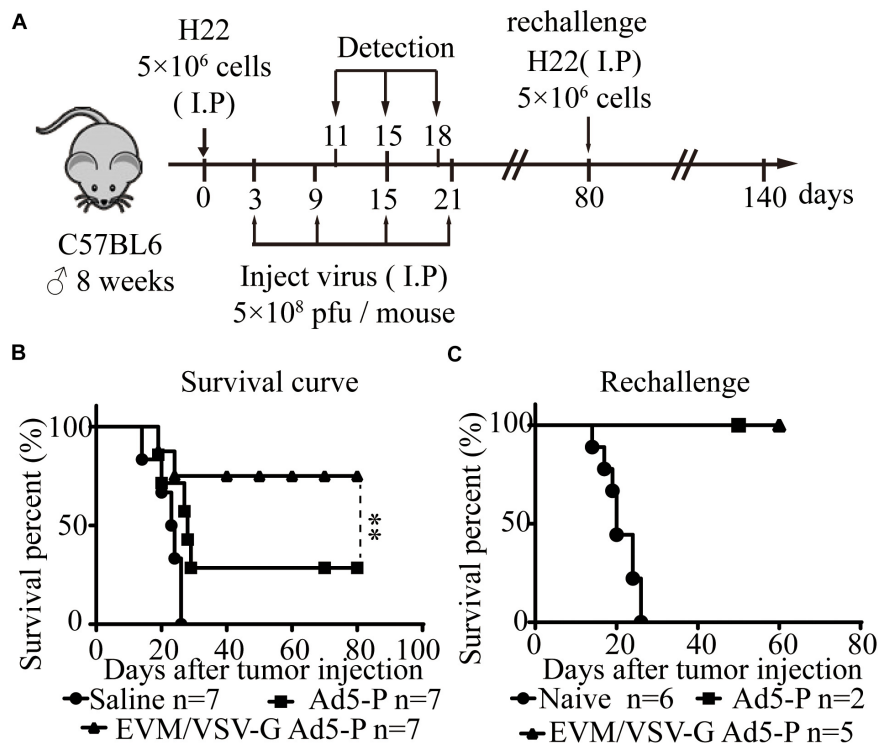 A
H22
5×10⁶ cells
( I.P)
Detection
rechallenge
H22( I.P)
5×10⁶ cells
11 15 18
0 3 9 15 21 80 140 days
C57BL6
♂ 8 weeks
Inject virus ( I.P)
5×10⁸ pfu / mouse
B
Survival curve
Survival percent (%)
100
50
0
**
0 20 40 60 80 100
Days after tumor injection
Saline n=7 Ad5-P n=7
EVM/VSV-G Ad5-P n=7
C
Rechallenge
Survival percent (%)
100
50
0
0 20 40 60 80
Days after tumor injection
Naive n=6 Ad5-P n=2
EVM/VSV-G Ad5-P n=5